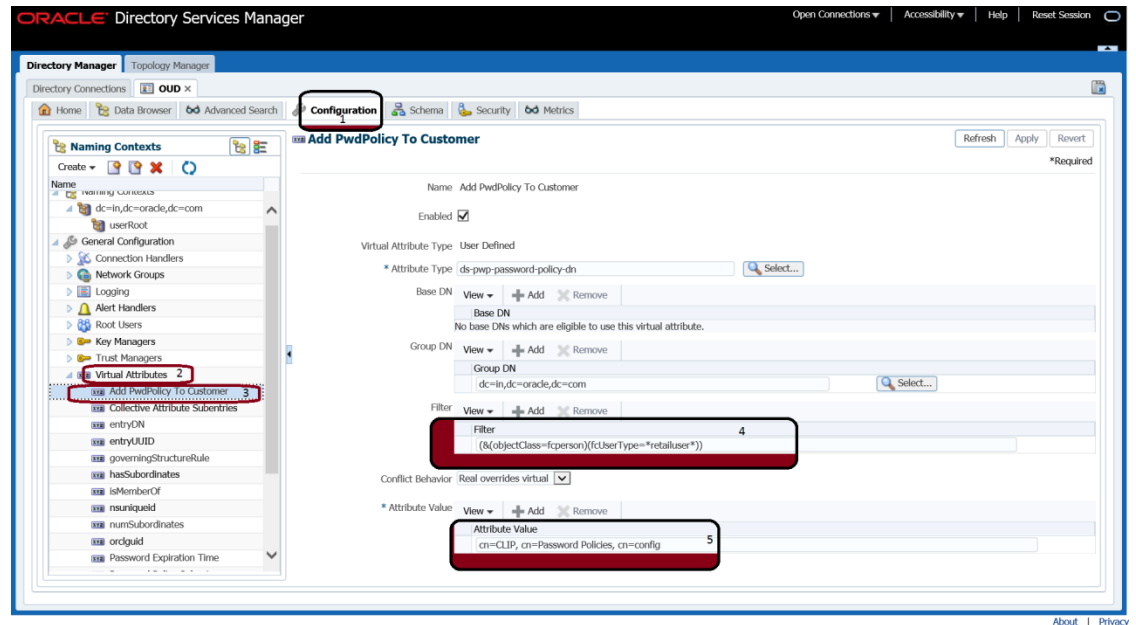 ORACLE Directory Services Manager
Open Connections Accessibility Help Reset Session
Directory Manager Topology Manager
Directory Connections OUD ×
Home Data Browser Advanced Search Configuration Schema Security Metrics
1
Naming Contexts
Create
Name
Naming Contexts
dc=in,dc=oracle,dc=com
userRoot
General Configuration
Connection Handlers
Network Groups
Logging
Alert Handlers
Root Users
Key Managers
Trust Managers
Virtual Attributes 2
Add PwdPolicy To Customer 3
Collective Attribute Subentries
entryDN
entryUUID
governingStructureRule
hasSubordinates
isMemberOf
nsuniqueid
numSubordinates
orclguid
Password Expiration Time
Add PwdPolicy To Customer
Refresh Apply Revert
*Required
Name Add PwdPolicy To Customer
Enabled
Virtual Attribute Type User Defined
* Attribute Type ds-pwp-password-policy-dn Select...
Base DN View Add Remove
Base DN
No base DNs which are eligible to use this virtual attribute.
Group DN View Add Remove
Group DN
dc=in,dc=oracle,dc=com Select...
Filter View Add Remove
Filter 4
(&(objectClass=fcperson)(fcUserType=*retailuser*))
Conflict Behavior Real overrides virtual
* Attribute Value View Add Remove
Attribute Value
cn=CLIP, cn=Password Policies, cn=config 5
About | Privacy